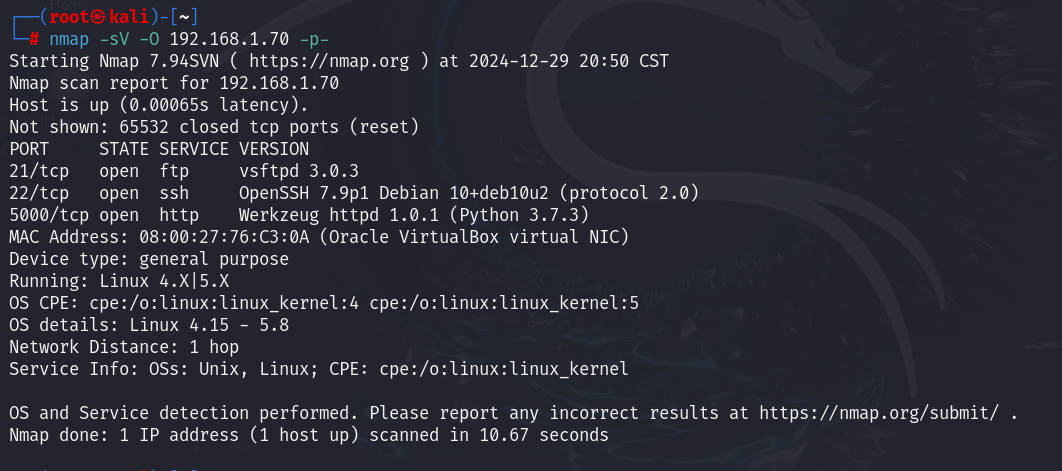 ┌──(root㉿kali)-[~]
└─# nmap -sV -O 192.168.1.70 -p-
Starting Nmap 7.94SVN ( https://nmap.org ) at 2024-12-29 20:50 CST
Nmap scan report for 192.168.1.70
Host is up (0.00065s latency).
Not shown: 65532 closed tcp ports (reset)
PORT     STATE SERVICE VERSION
21/tcp   open  ftp     vsftpd 3.0.3
22/tcp   open  ssh     OpenSSH 7.9p1 Debian 10+deb10u2 (protocol 2.0)
5000/tcp open  http    Werkzeug httpd 1.0.1 (Python 3.7.3)
MAC Address: 08:00:27:76:C3:0A (Oracle VirtualBox virtual NIC)
Device type: general purpose
Running: Linux 4.X|5.X
OS CPE: cpe:/o:linux:linux_kernel:4 cpe:/o:linux:linux_kernel:5
OS details: Linux 4.15 - 5.8
Network Distance: 1 hop
Service Info: OSs: Unix, Linux; CPE: cpe:/o:linux:linux_kernel

OS and Service detection performed. Please report any incorrect results at https://nmap.org/submit/ .
Nmap done: 1 IP address (1 host up) scanned in 10.67 seconds